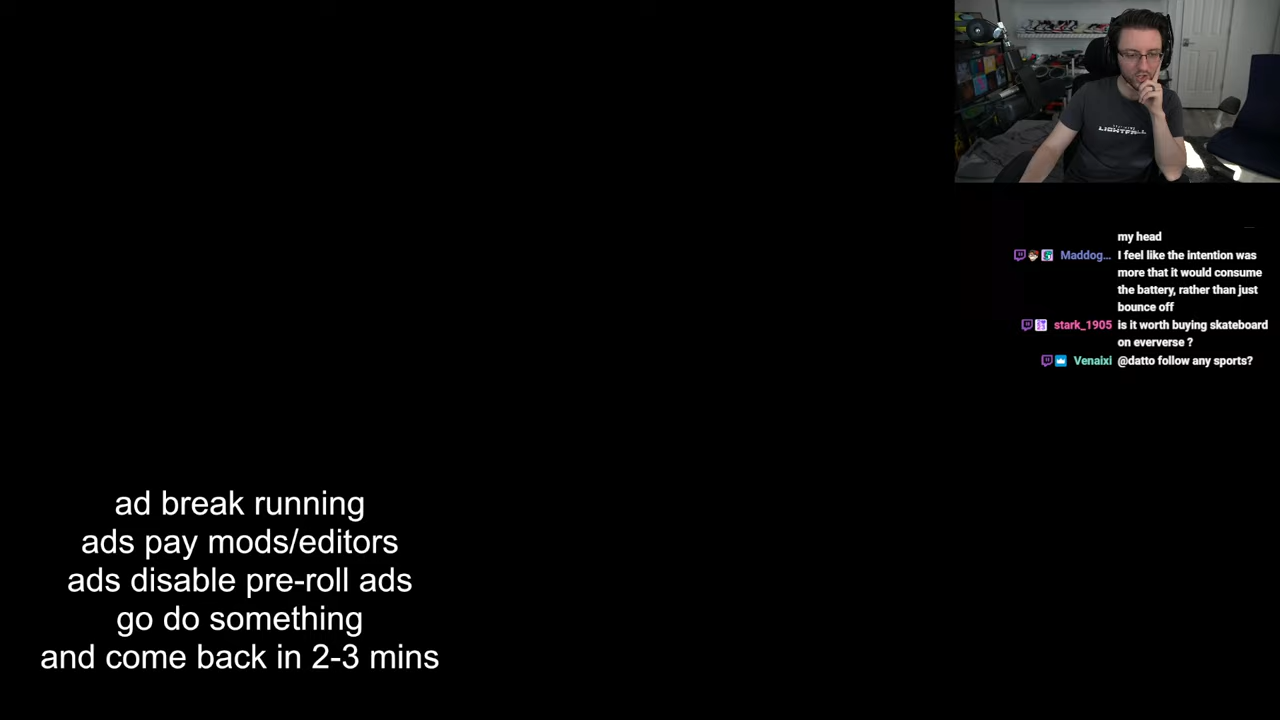 LIGHTFALL
my head
Maddog... I feel like the intention was
more that it would consume
the battery, rather than just
bounce off
stark_1905 is it worth buying skateboard
on eververse ?
Venaixi @datto follow any sports?
ad break running
ads pay mods/editors
ads disable pre-roll ads
go do something
and come back in 2-3 mins